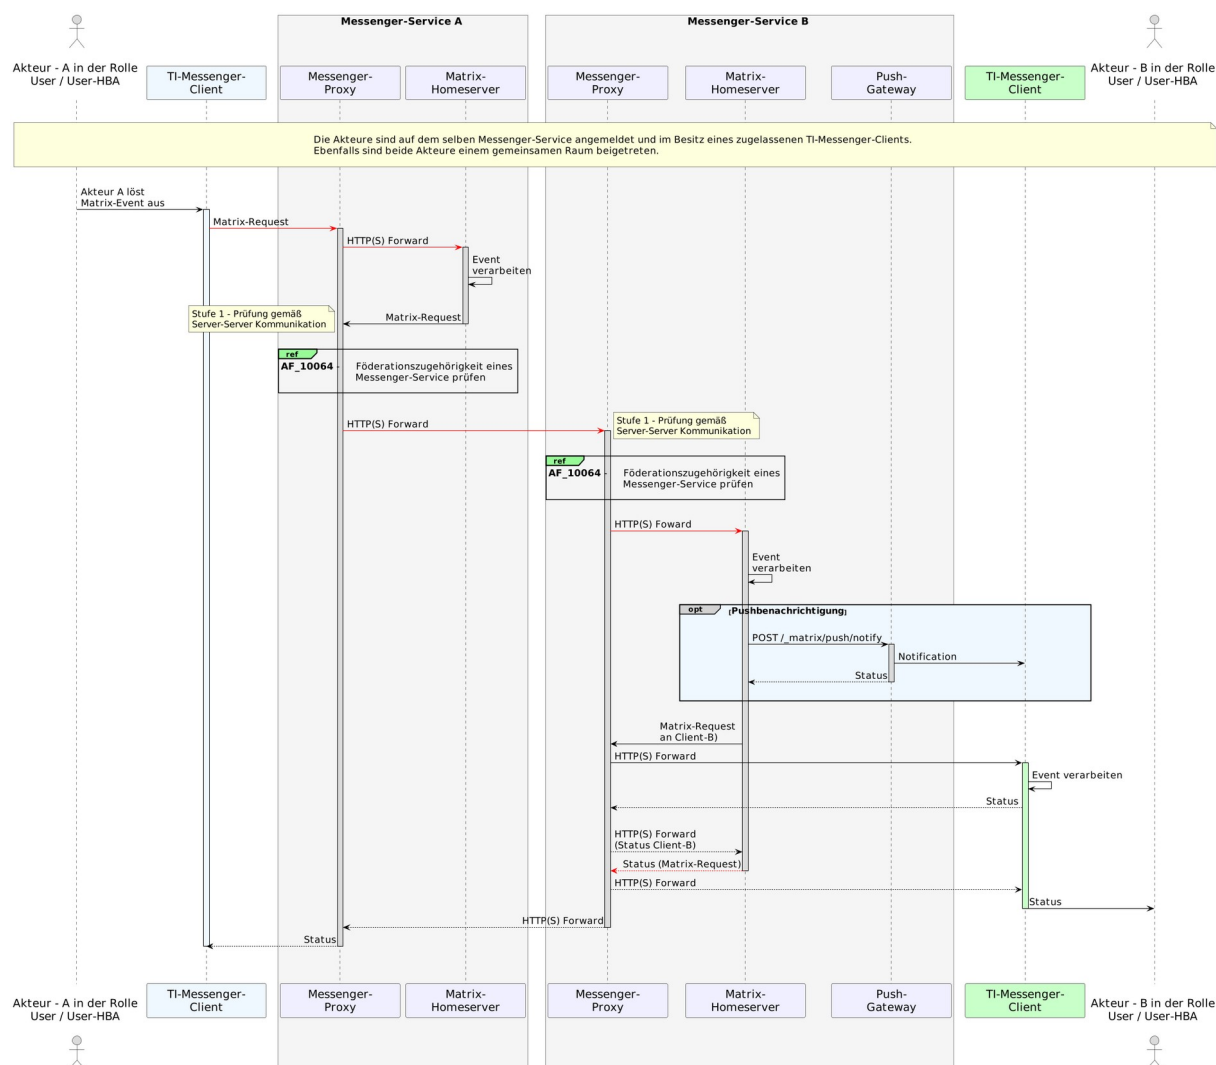 Messenger-Service A
Messenger-Service B
Akteur - A in der Rolle
User / User-HBA
TI-Messenger-
Client
Messenger-
Proxy
Matrix-
Homeserver
Messenger-
Proxy
Matrix-
Homeserver
Push-
Gateway
TI-Messenger-
Client
Akteur - B in der Rolle
User / User-HBA
Die Akteure sind auf dem selben Messenger-Service angemeldet und im Besitz eines zugelassenen TI-Messenger-Clients.
Ebenfalls sind beide Akteure einem gemeinsamen Raum beigetreten.
Akteur A löst
Matrix-Event aus
Matrix-Request
HTTP(S) Forward
Event
verarbeiten
Matrix-Request
Stufe 1 - Prüfung gemäß
Server-Server Kommunikation
ref
AF_10064 - Föderationszugehörigkeit eines
Messenger-Service prüfen
HTTP(S) Forward
Stufe 1 - Prüfung gemäß
Server-Server Kommunikation
ref
AF_10064 - Föderationszugehörigkeit eines
Messenger-Service prüfen
HTTP(S) Foward
Event
verarbeiten
opt [Pushbenachrichtigung]
POST /_matrix/push/notify
Notification
Status
Matrix-Request
an Client-B)
HTTP(S) Forward
Event verarbeiten
Status
HTTP(S) Forward
(Status Client-B)
Status (Matrix-Request)
HTTP(S) Forward
Status
HTTP(S) Forward
Status
Akteur - A in der Rolle
User / User-HBA
TI-Messenger-
Client
Messenger-
Proxy
Matrix-
Homeserver
Messenger-
Proxy
Matrix-
Homeserver
Push-
Gateway
TI-Messenger-
Client
Akteur - B in der Rolle
User / User-HBA